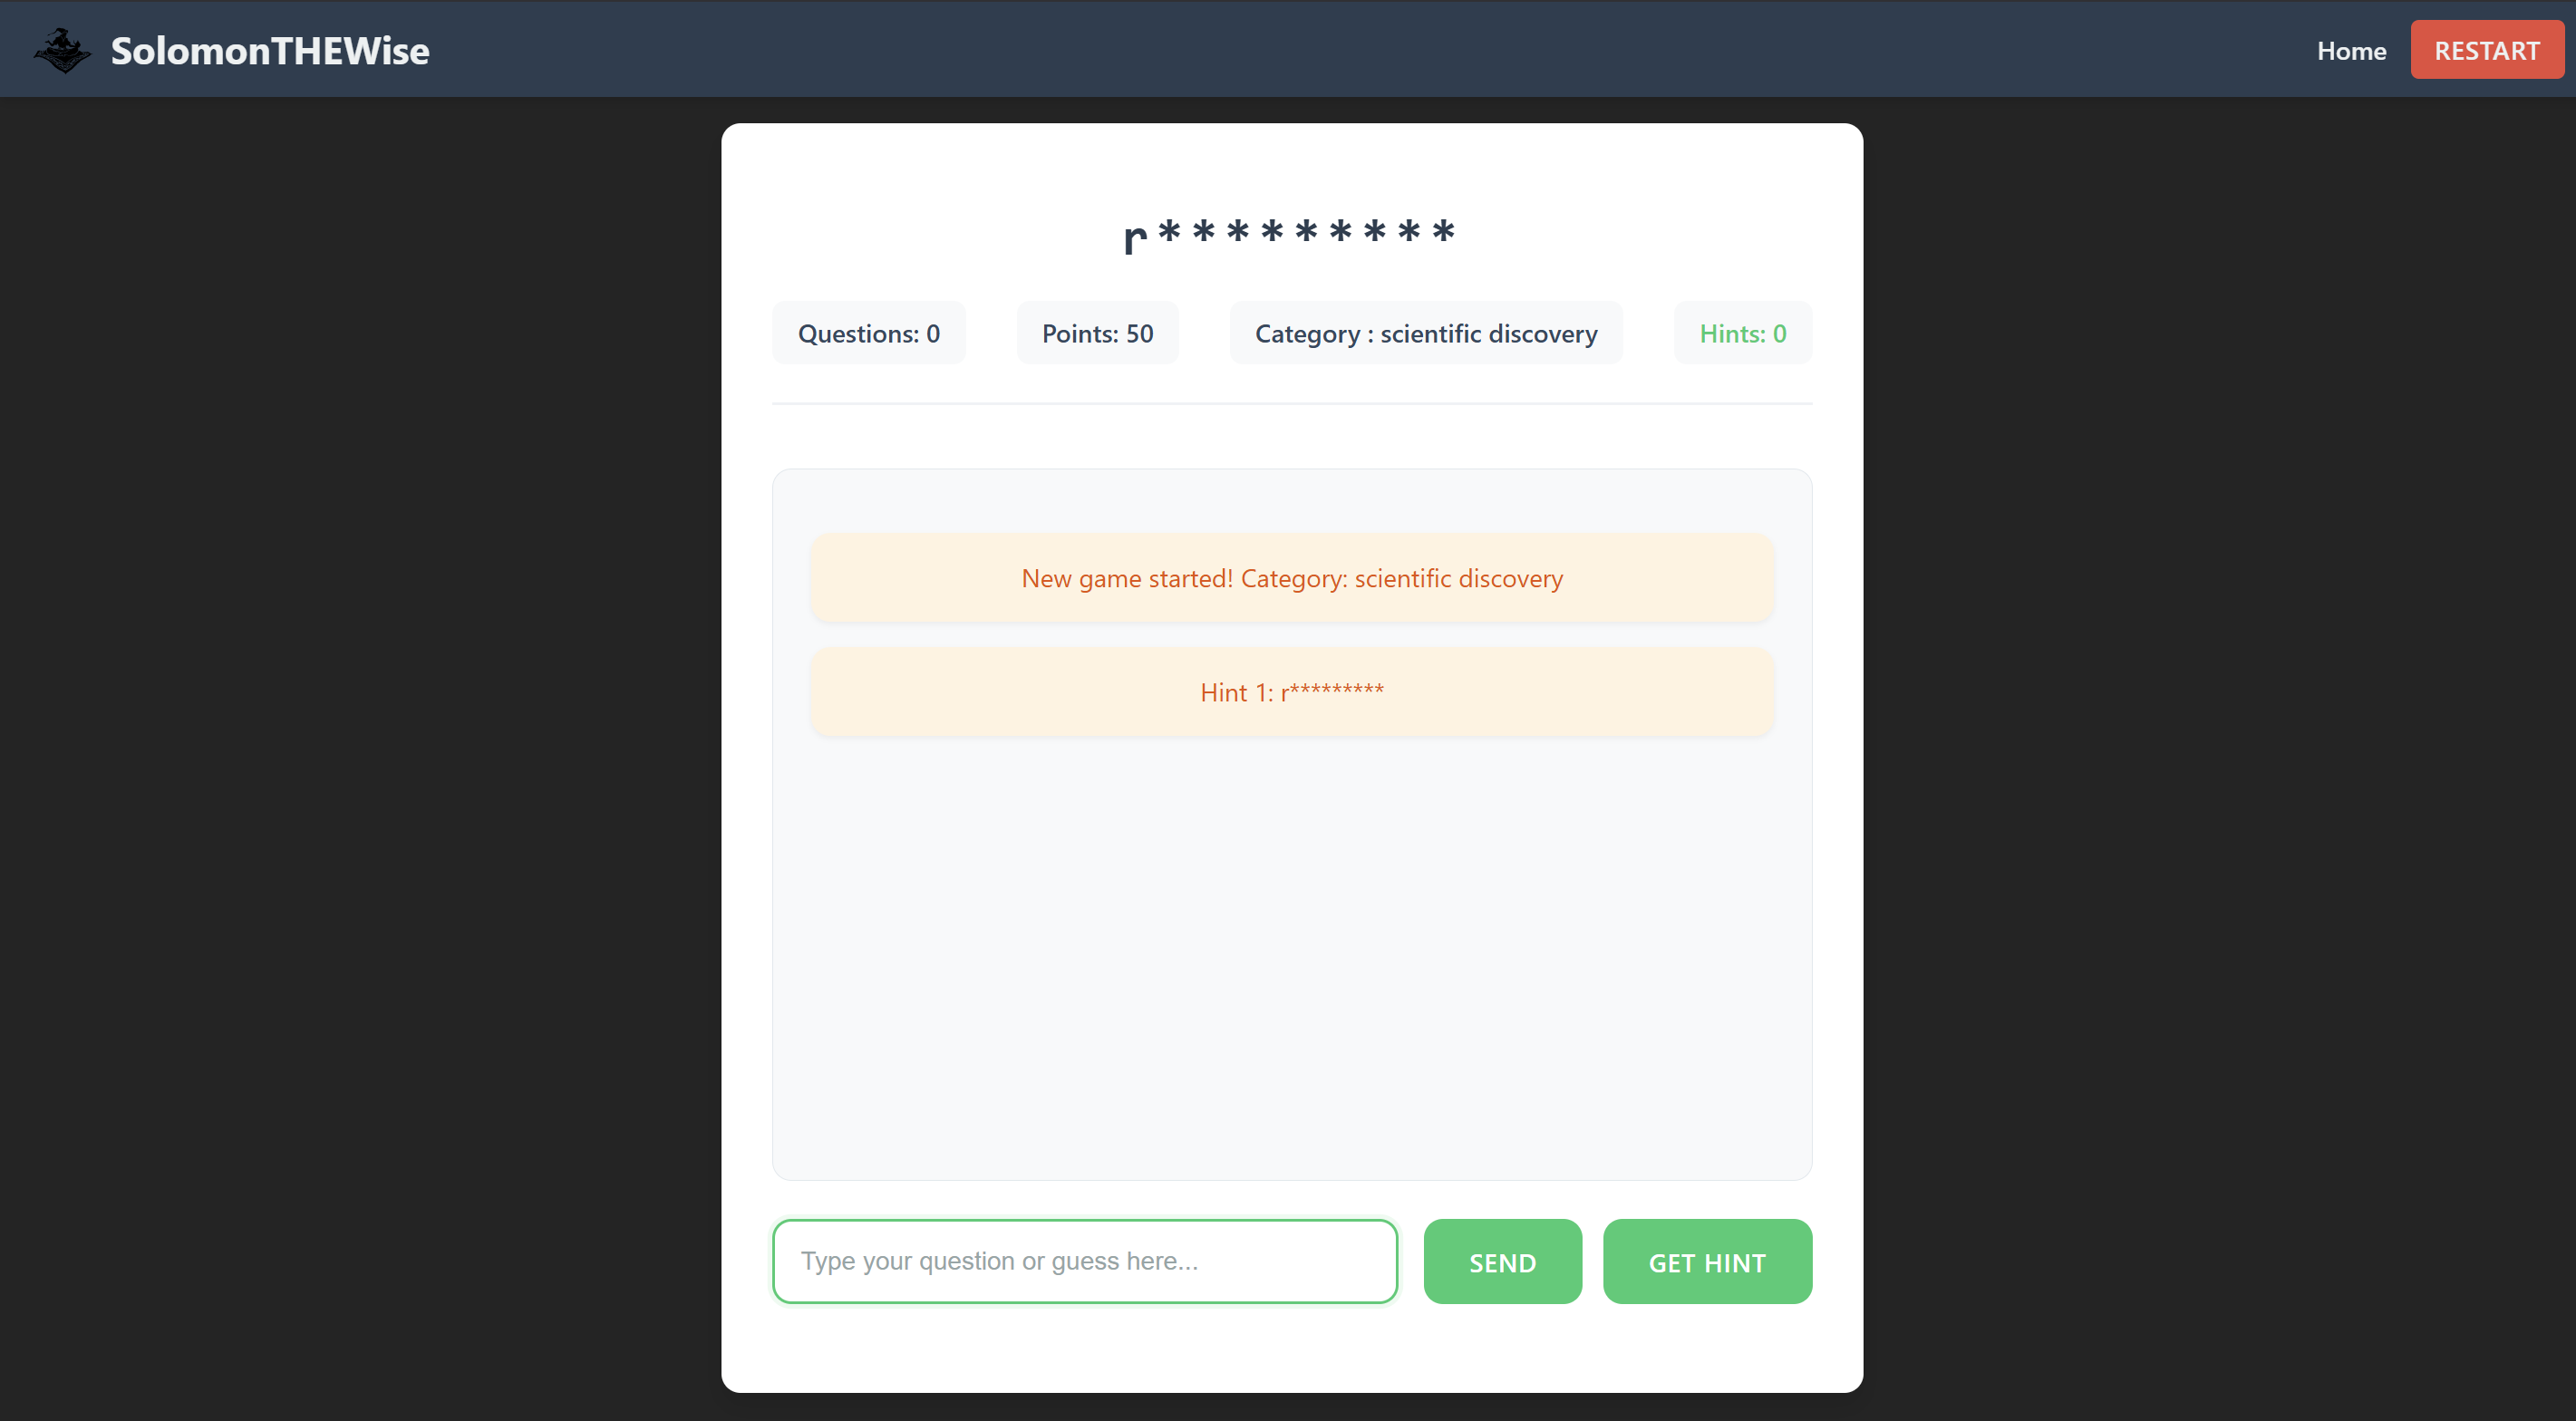 SolomonTHEWise
Home
RESTART
r*********
Questions: 0
Points: 50
Category : scientific discovery
Hints: 0
New game started! Category: scientific discovery
Hint 1: r*********
Type your question or guess here...
SEND
GET HINT